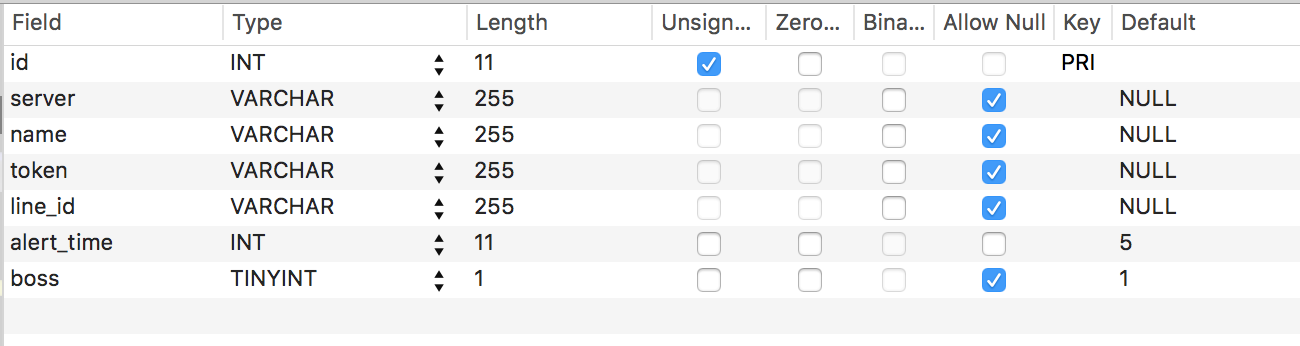 Field Type Length Unsign... Zero... Bina... Allow Null Key Default
id INT 11 PRI
server VARCHAR 255 NULL
name VARCHAR 255 NULL
token VARCHAR 255 NULL
line_id VARCHAR 255 NULL
alert_time INT 11 5
boss TINYINT 1 1